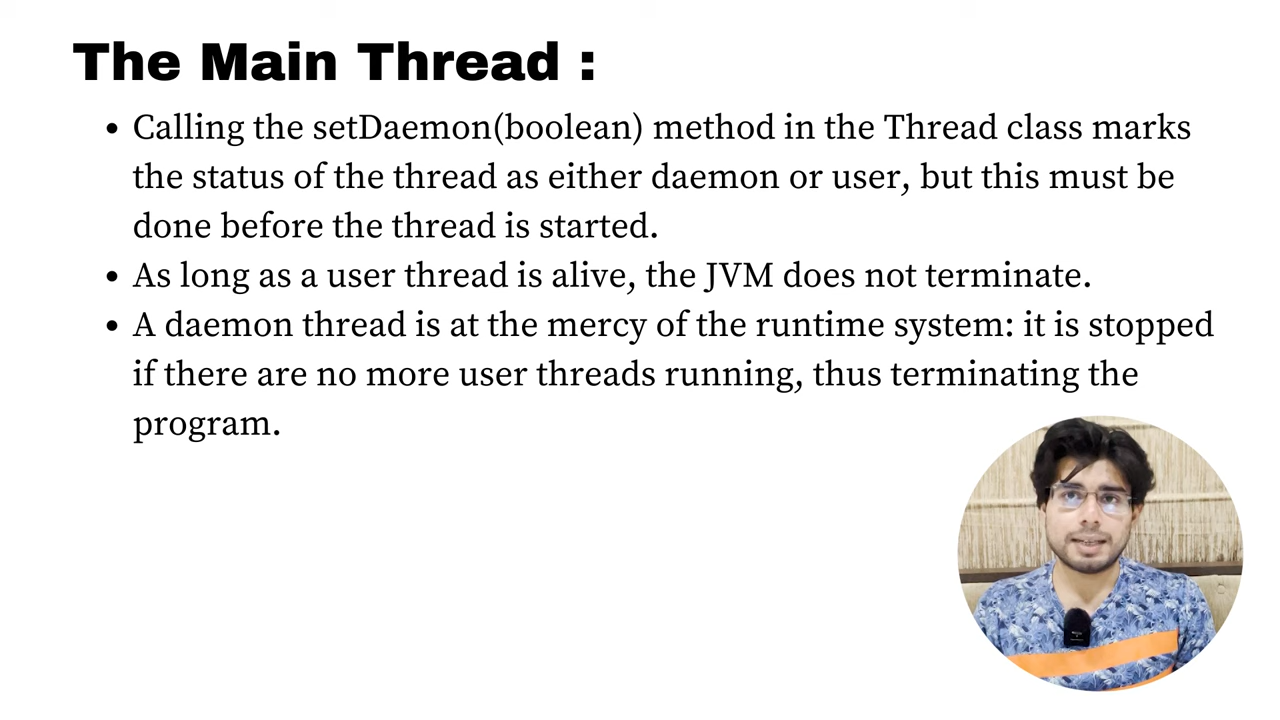 The Main Thread :
• Calling the setDaemon(boolean) method in the Thread class marks
the status of the thread as either daemon or user, but this must be
done before the thread is started.
• As long as a user thread is alive, the JVM does not terminate.
• A daemon thread is at the mercy of the runtime system: it is stopped
if there are no more user threads running, thus terminating the
program.